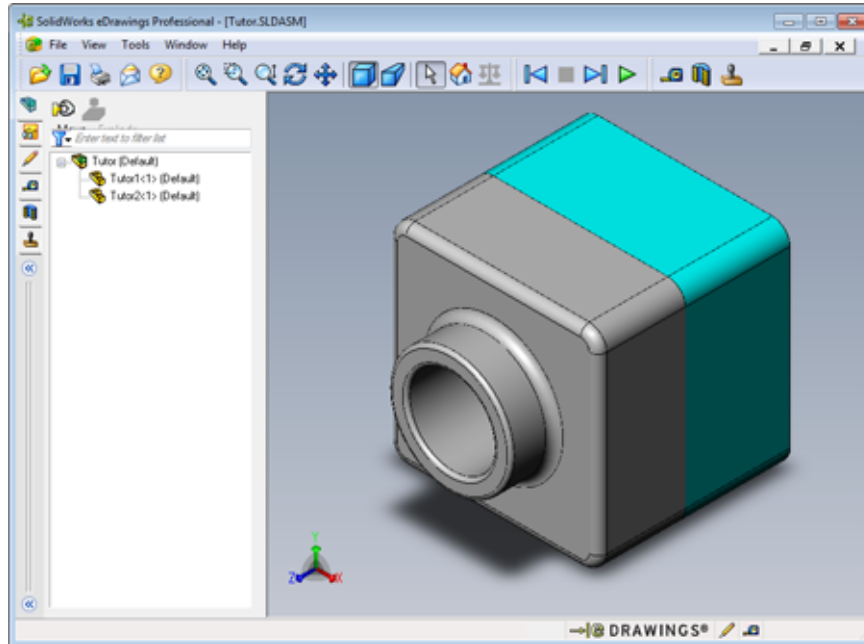 SolidWorks eDrawings Professional - [Tutor.SLDASM]
File View Tools Window Help
Enter text to filter list
Tutor (Default)
Tutor1<1> (Default)
Tutor2<1> (Default)
Y
Z X
DRAWINGS®